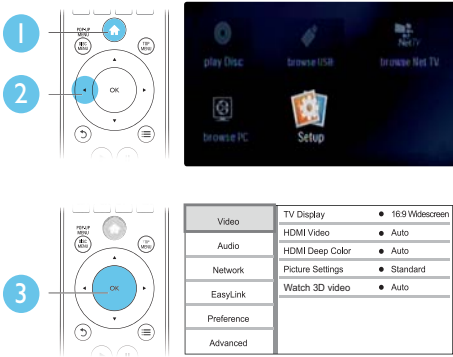 1
POP-UP
MENU
DISC
MENU
TOP
MENU
2
OK
play Disc
browse USB
Net TV
browse Net TV
browse PC
Setup
POP-UP
MENU
DISC
MENU
TOP
MENU
3
OK
Video
Audio
Network
EasyLink
Preference
Advanced
TV Display ● 16:9 Widescreen
HDMI Video ● Auto
HDMI Deep Color ● Auto
Picture Settings ● Standard
Watch 3D video ● Auto